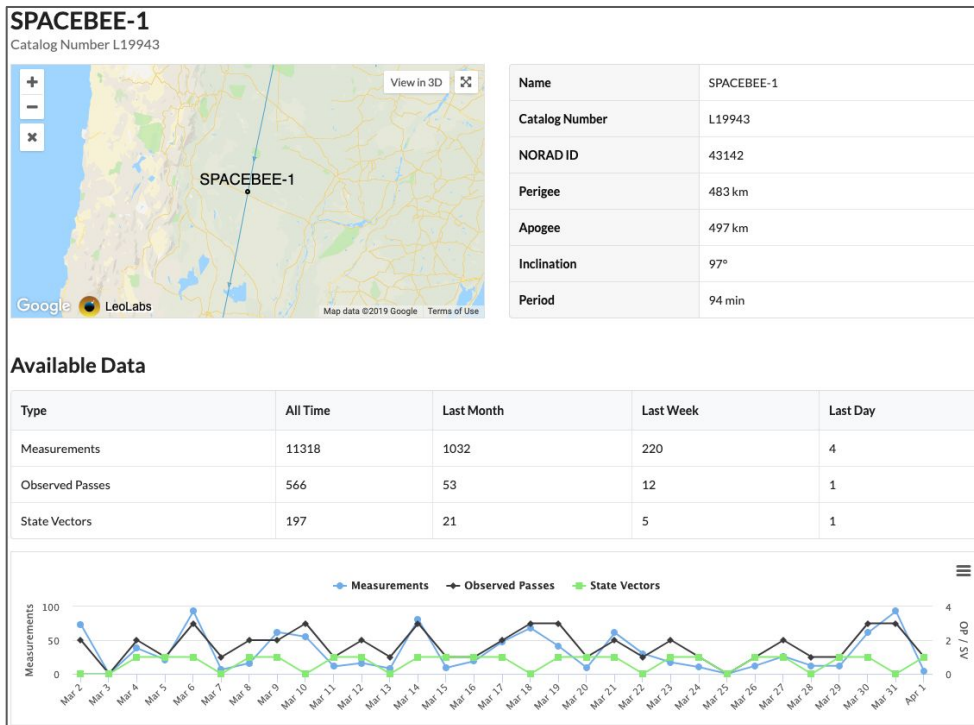 SPACEBEE-1
Catalog Number L19943
+
−
×
View in 3D
SPACEBEE-1
Google LeoLabs
Map data ©2019 Google Terms of Use
Name SPACEBEE-1
Catalog Number L19943
NORAD ID 43142
Perigee 483 km
Apogee 497 km
Inclination 97°
Period 94 min
Available Data
Type All Time Last Month Last Week Last Day
Measurements 11318 1032 220 4
Observed Passes 566 53 12 1
State Vectors 197 21 5 1
Measurements Observed Passes State Vectors
Measurements
100
50
0
4
2
0
OP / SV
Mar 2 Mar 3 Mar 4 Mar 5 Mar 6 Mar 7 Mar 8 Mar 9 Mar 10 Mar 11 Mar 12 Mar 13 Mar 14 Mar 15 Mar 16 Mar 17 Mar 18 Mar 19 Mar 20 Mar 21 Mar 22 Mar 23 Mar 24 Mar 25 Mar 26 Mar 27 Mar 28 Mar 29 Mar 30 Mar 31 Apr 1